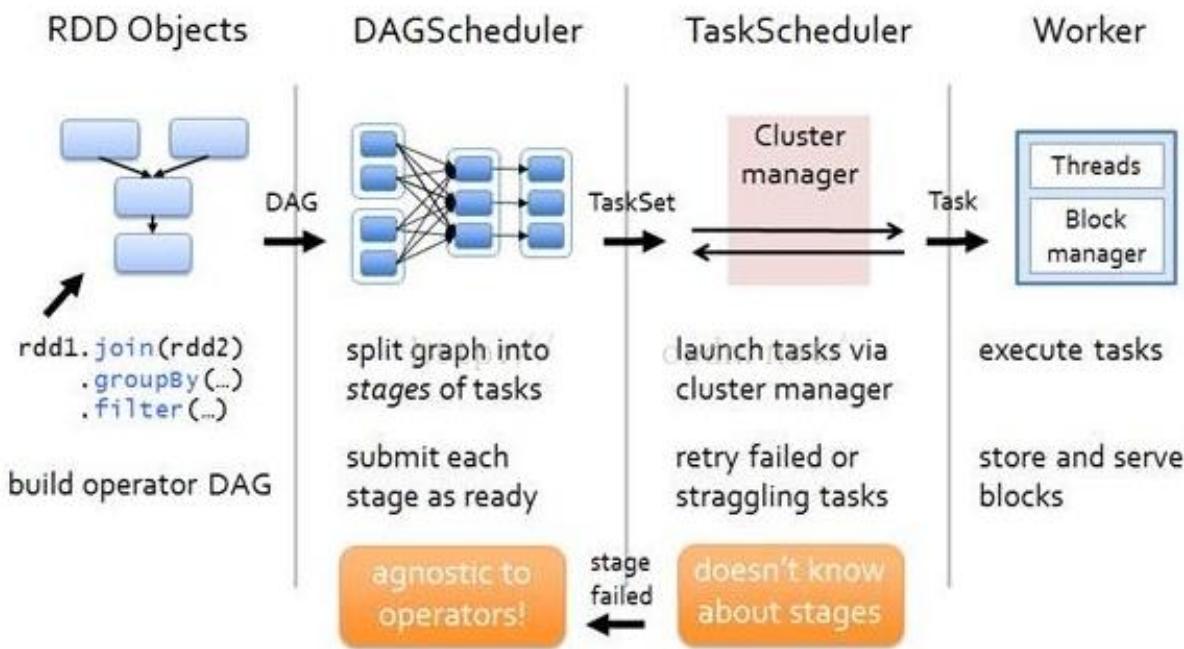 RDD Objects
DAGScheduler
TaskScheduler
Worker
DAG
TaskSet
Cluster
manager
Task
Threads
Block
manager
rdd1.join(rdd2)
.groupBy(…)
.filter(…)
build operator DAG
split graph into
stages of tasks
submit each
stage as ready
launch tasks via
cluster manager
retry failed or
straggling tasks
execute tasks
store and serve
blocks
agnostic to
operators!
stage
failed
doesn't know
about stages